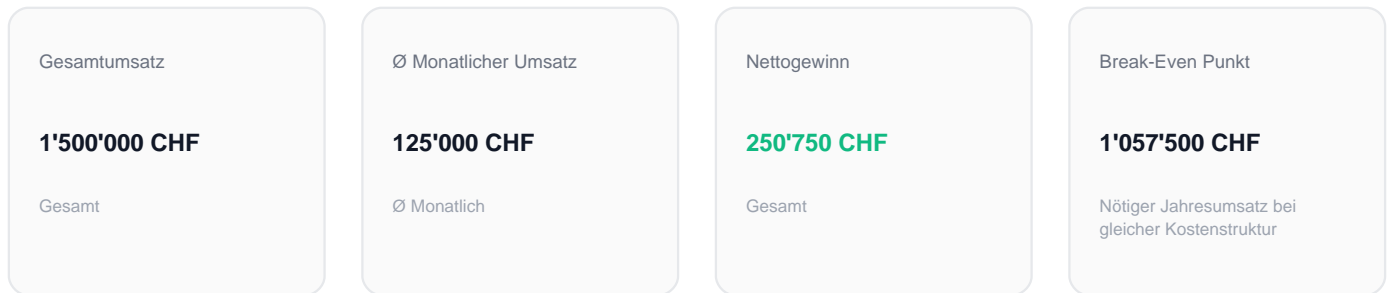 Gesamtumsatz
1'500'000 CHF
Gesamt
Ø Monatlicher Umsatz
125'000 CHF
Ø Monatlich
Nettogewinn
250'750 CHF
Gesamt
Break-Even Punkt
1'057'500 CHF
Nötiger Jahresumsatz bei
gleicher Kostenstruktur